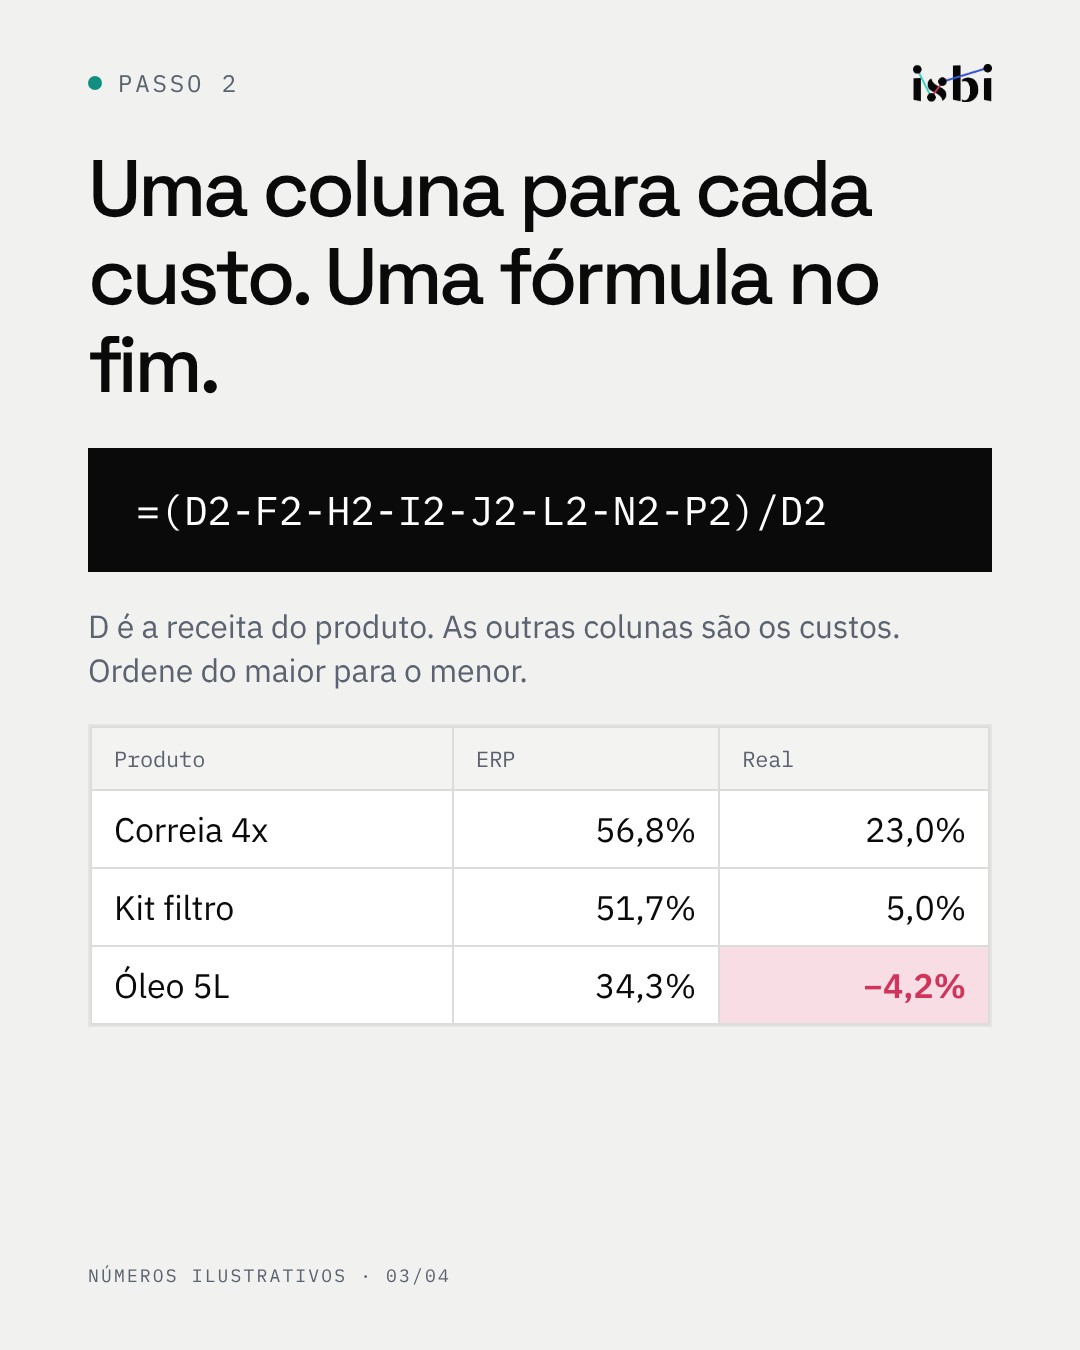 PASSO 2
ixbi
Uma coluna para cada
custo. Uma fórmula no
fim.
=(D2-F2-H2-I2-J2-L2-N2-P2)/D2
D é a receita do produto. As outras colunas são os custos.
Ordene do maior para o menor.
Produto ERP Real
Correia 4x 56,8% 23,0%
Kit filtro 51,7% 5,0%
Óleo 5L 34,3% −4,2%
NÚMEROS ILUSTRATIVOS · 03/04